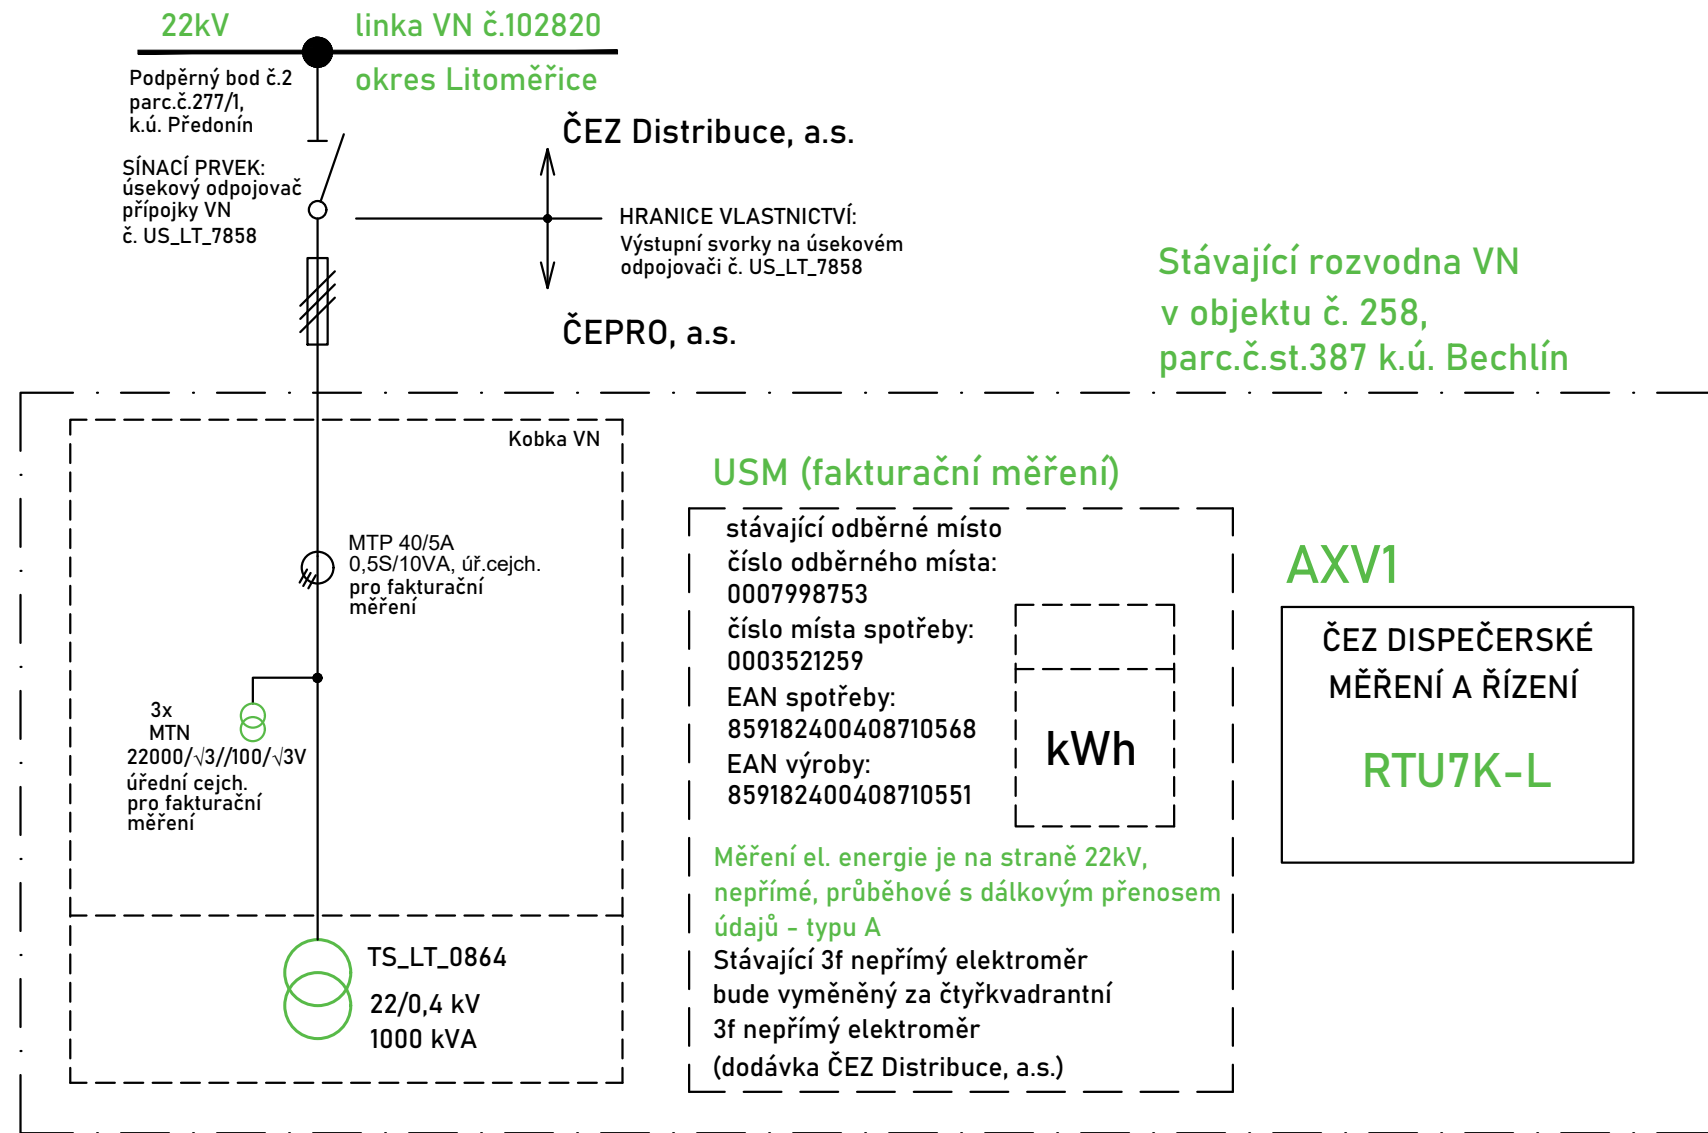 22kV
linka VN č.102820
okres Litoměřice
Podpěrný bod č.2
parc.č.277/1,
k.ú. Předonín
SÍNACÍ PRVEK:
úsekový odpojovač
přípojky VN
č. US_LT_7858
ČEZ Distribuce, a.s.
HRANICE VLASTNICTVÍ:
Výstupní svorky na úsekovém
odpojovači č. US_LT_7858
ČEPRO, a.s.
Stávající rozvodna VN
v objektu č. 258,
parc.č.st.387 k.ú. Bechlín
Kobka VN
MTP 40/5A
0,5S/10VA, úř.cejch.
pro fakturační
měření
3x
MTN
22000/√3//100/√3V
úřední cejch.
pro fakturační
měření
TS_LT_0864
22/0,4 kV
1000 kVA
USM (fakturační měření)
stávající odběrné místo
číslo odběrného místa:
0007998753
číslo místa spotřeby:
0003521259
EAN spotřeby:
859182400408710568
EAN výroby:
859182400408710551
kWh
Měření el. energie je na straně 22kV,
nepřímé, průběhové s dálkovým přenosem
údajů - typu A
Stávající 3f nepřímý elektroměr
bude vyměněný za čtyřkvadrantní
3f nepřímý elektroměr
(dodávka ČEZ Distribuce, a.s.)
AXV1
ČEZ DISPEČERSKÉ
MĚŘENÍ A ŘÍZENÍ
RTU7K-L